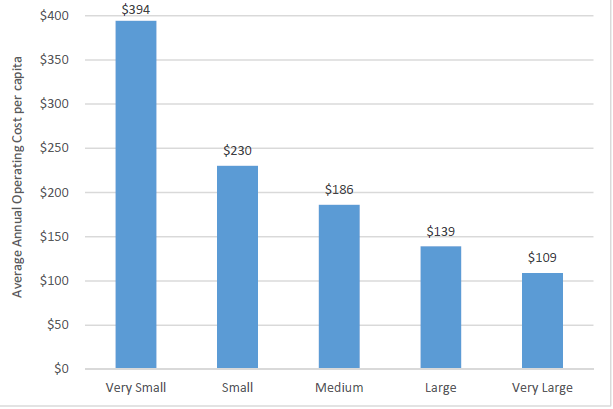 $394
$400
$350
$300
$250
$230
$200
$186
$150
$139
$109
$100
$50
$0
Average Annual Operating Cost per capita
Very Small
Small
Medium
Large
Very Large